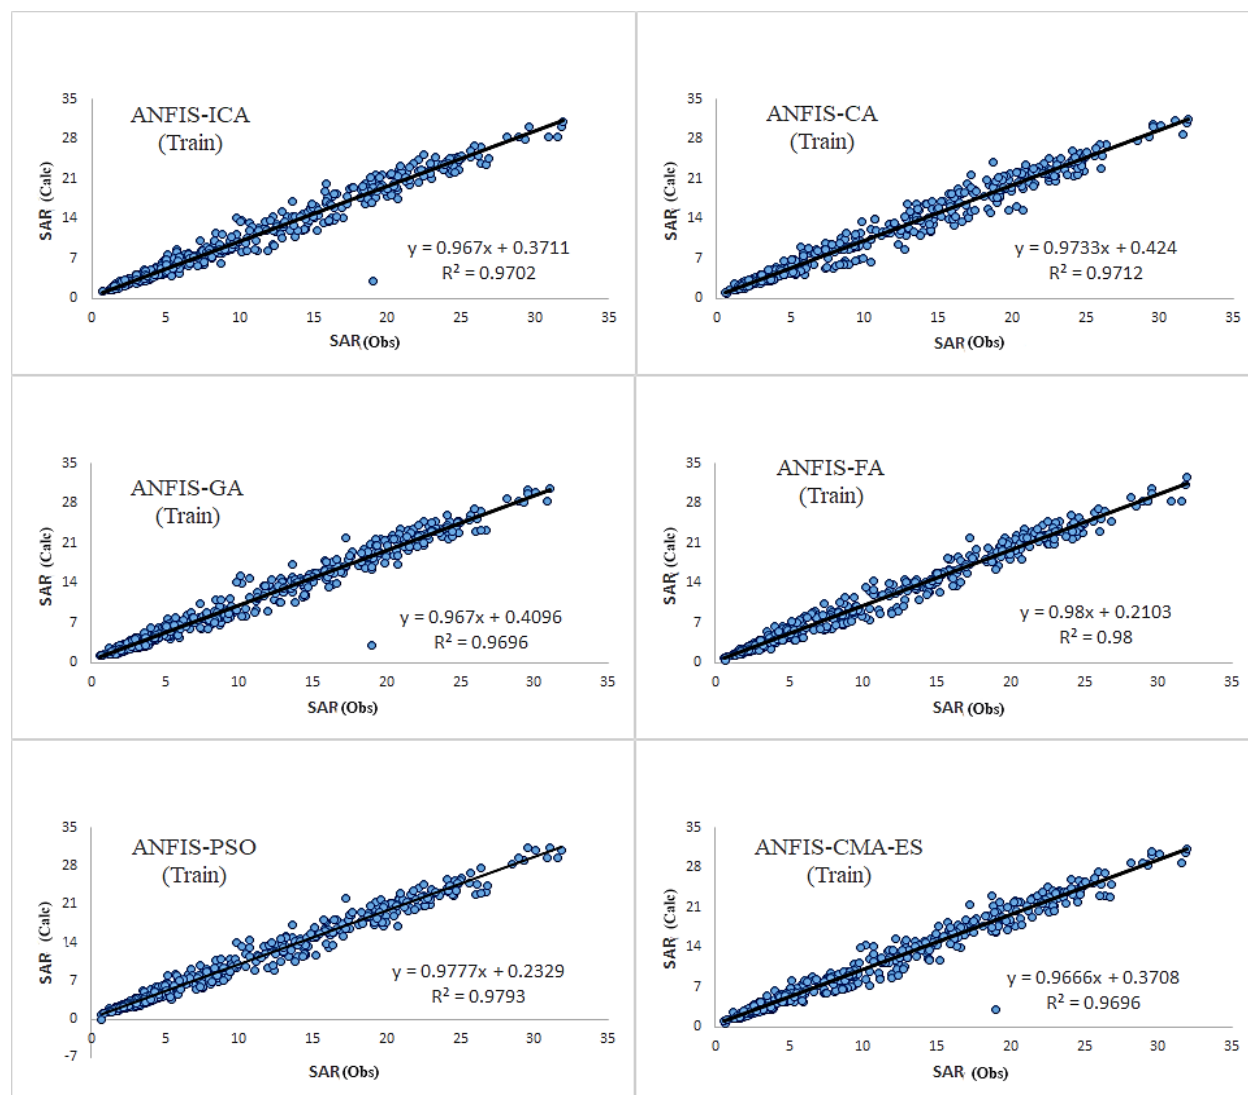 ANFIS-ICA
(Train)
SAR (Calc)
35
28
21
14
7
0
y = 0.967x + 0.3711
R² = 0.9702
0 5 10 15 20 25 30 35
SAR (Obs)
ANFIS-CA
(Train)
SAR (Calc)
35
28
21
14
7
0
y = 0.9733x + 0.424
R² = 0.9712
0 5 10 15 20 25 30 35
SAR (Obs)
ANFIS-GA
(Train)
SAR (Calc)
35
28
21
14
7
0
y = 0.967x + 0.4096
R² = 0.9696
0 5 10 15 20 25 30 35
SAR (Obs)
ANFIS-FA
(Train)
SAR (Calc)
35
28
21
14
7
0
y = 0.98x + 0.2103
R² = 0.98
0 5 10 15 20 25 30 35
SAR (Obs)
ANFIS-PSO
(Train)
SAR (Calc)
35
28
21
14
7
0
-7
y = 0.9777x + 0.2329
R² = 0.9793
0 5 10 15 20 25 30 35
SAR (Obs)
ANFIS-CMA-ES
(Train)
SAR (Calc)
35
28
21
14
7
0
y = 0.9666x + 0.3708
R² = 0.9696
0 5 10 15 20 25 30 35
SAR (Obs)